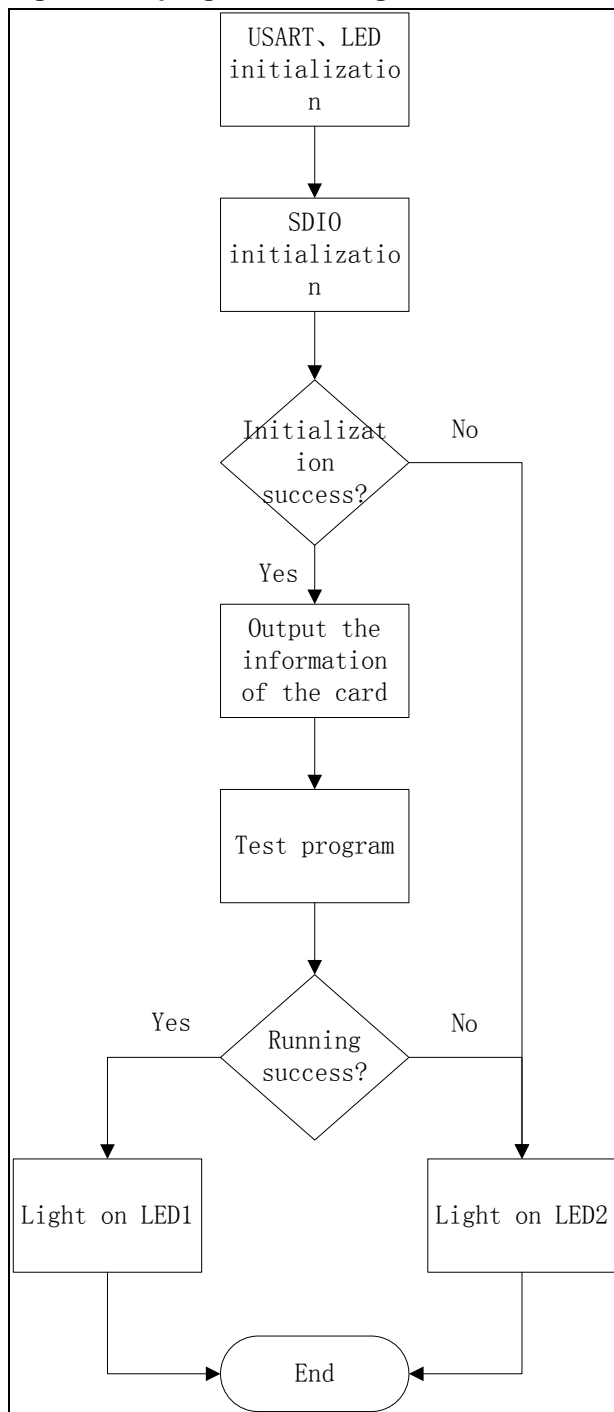 USART、LED
initializatio
n
SDIO
initializatio
n
Initializat
ion
success?
No
Yes
Output the
information
of the card
Test program
Yes
Running
success?
No
Light on LED1
Light on LED2
End